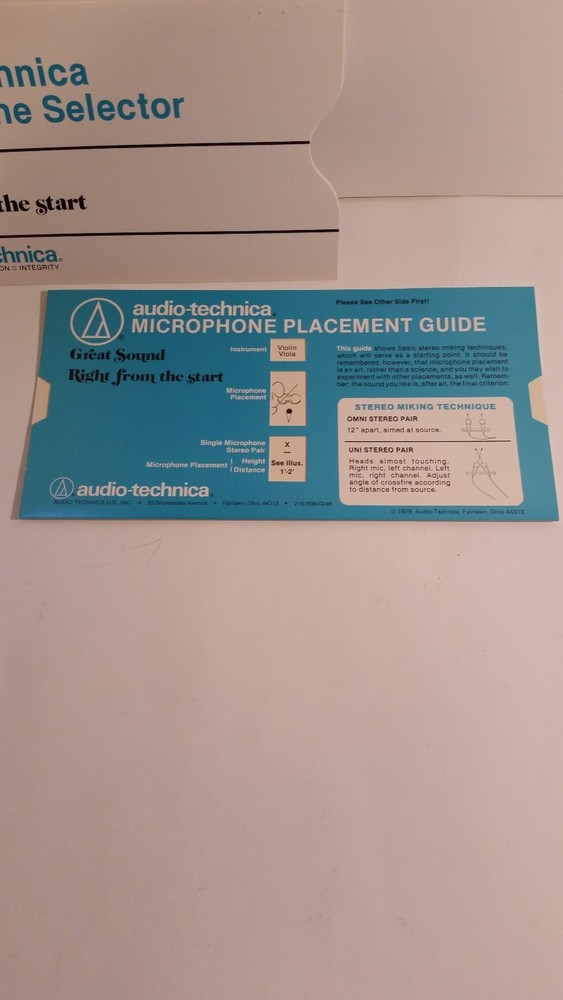 nnica
ne Selector
the start
chnica®
ON :: INTEGRITY
audio-technica®
MICROPHONE PLACEMENT GUIDE
Please See Other Side First!
Great Sound
Right from the start
Instrument
Violin
Viola
Microphone
Placement
Single Microphone
Stereo Pair
Microphone Placement
Height
Distance
X
—
See Illus.
1'-2'
audio-technica®
AUDIO TECHNICA U.S., INC. • 33 Shiawassee Avenue • Fairlawn, Ohio 44313 •
This guide shows basic stereo miking techniques,
which will serve as a starting point. It should be
remembered, however, that microphone placement
is an art, rather than a science, and you may wish to
experiment with other placements, as well. Remem-
ber: the sound you like is, after all, the final criterion.
STEREO MIKING TECHNIQUE
OMNI STEREO PAIR
12" apart, aimed at source.
UNI STEREO PAIR
Heads almost touching.
Right mic, left channel. Left
mic, right channel. Adjust
angle of crossfire according
to distance from source.
© 1979, Audio-Technica, Fairlawn, Ohio 44313